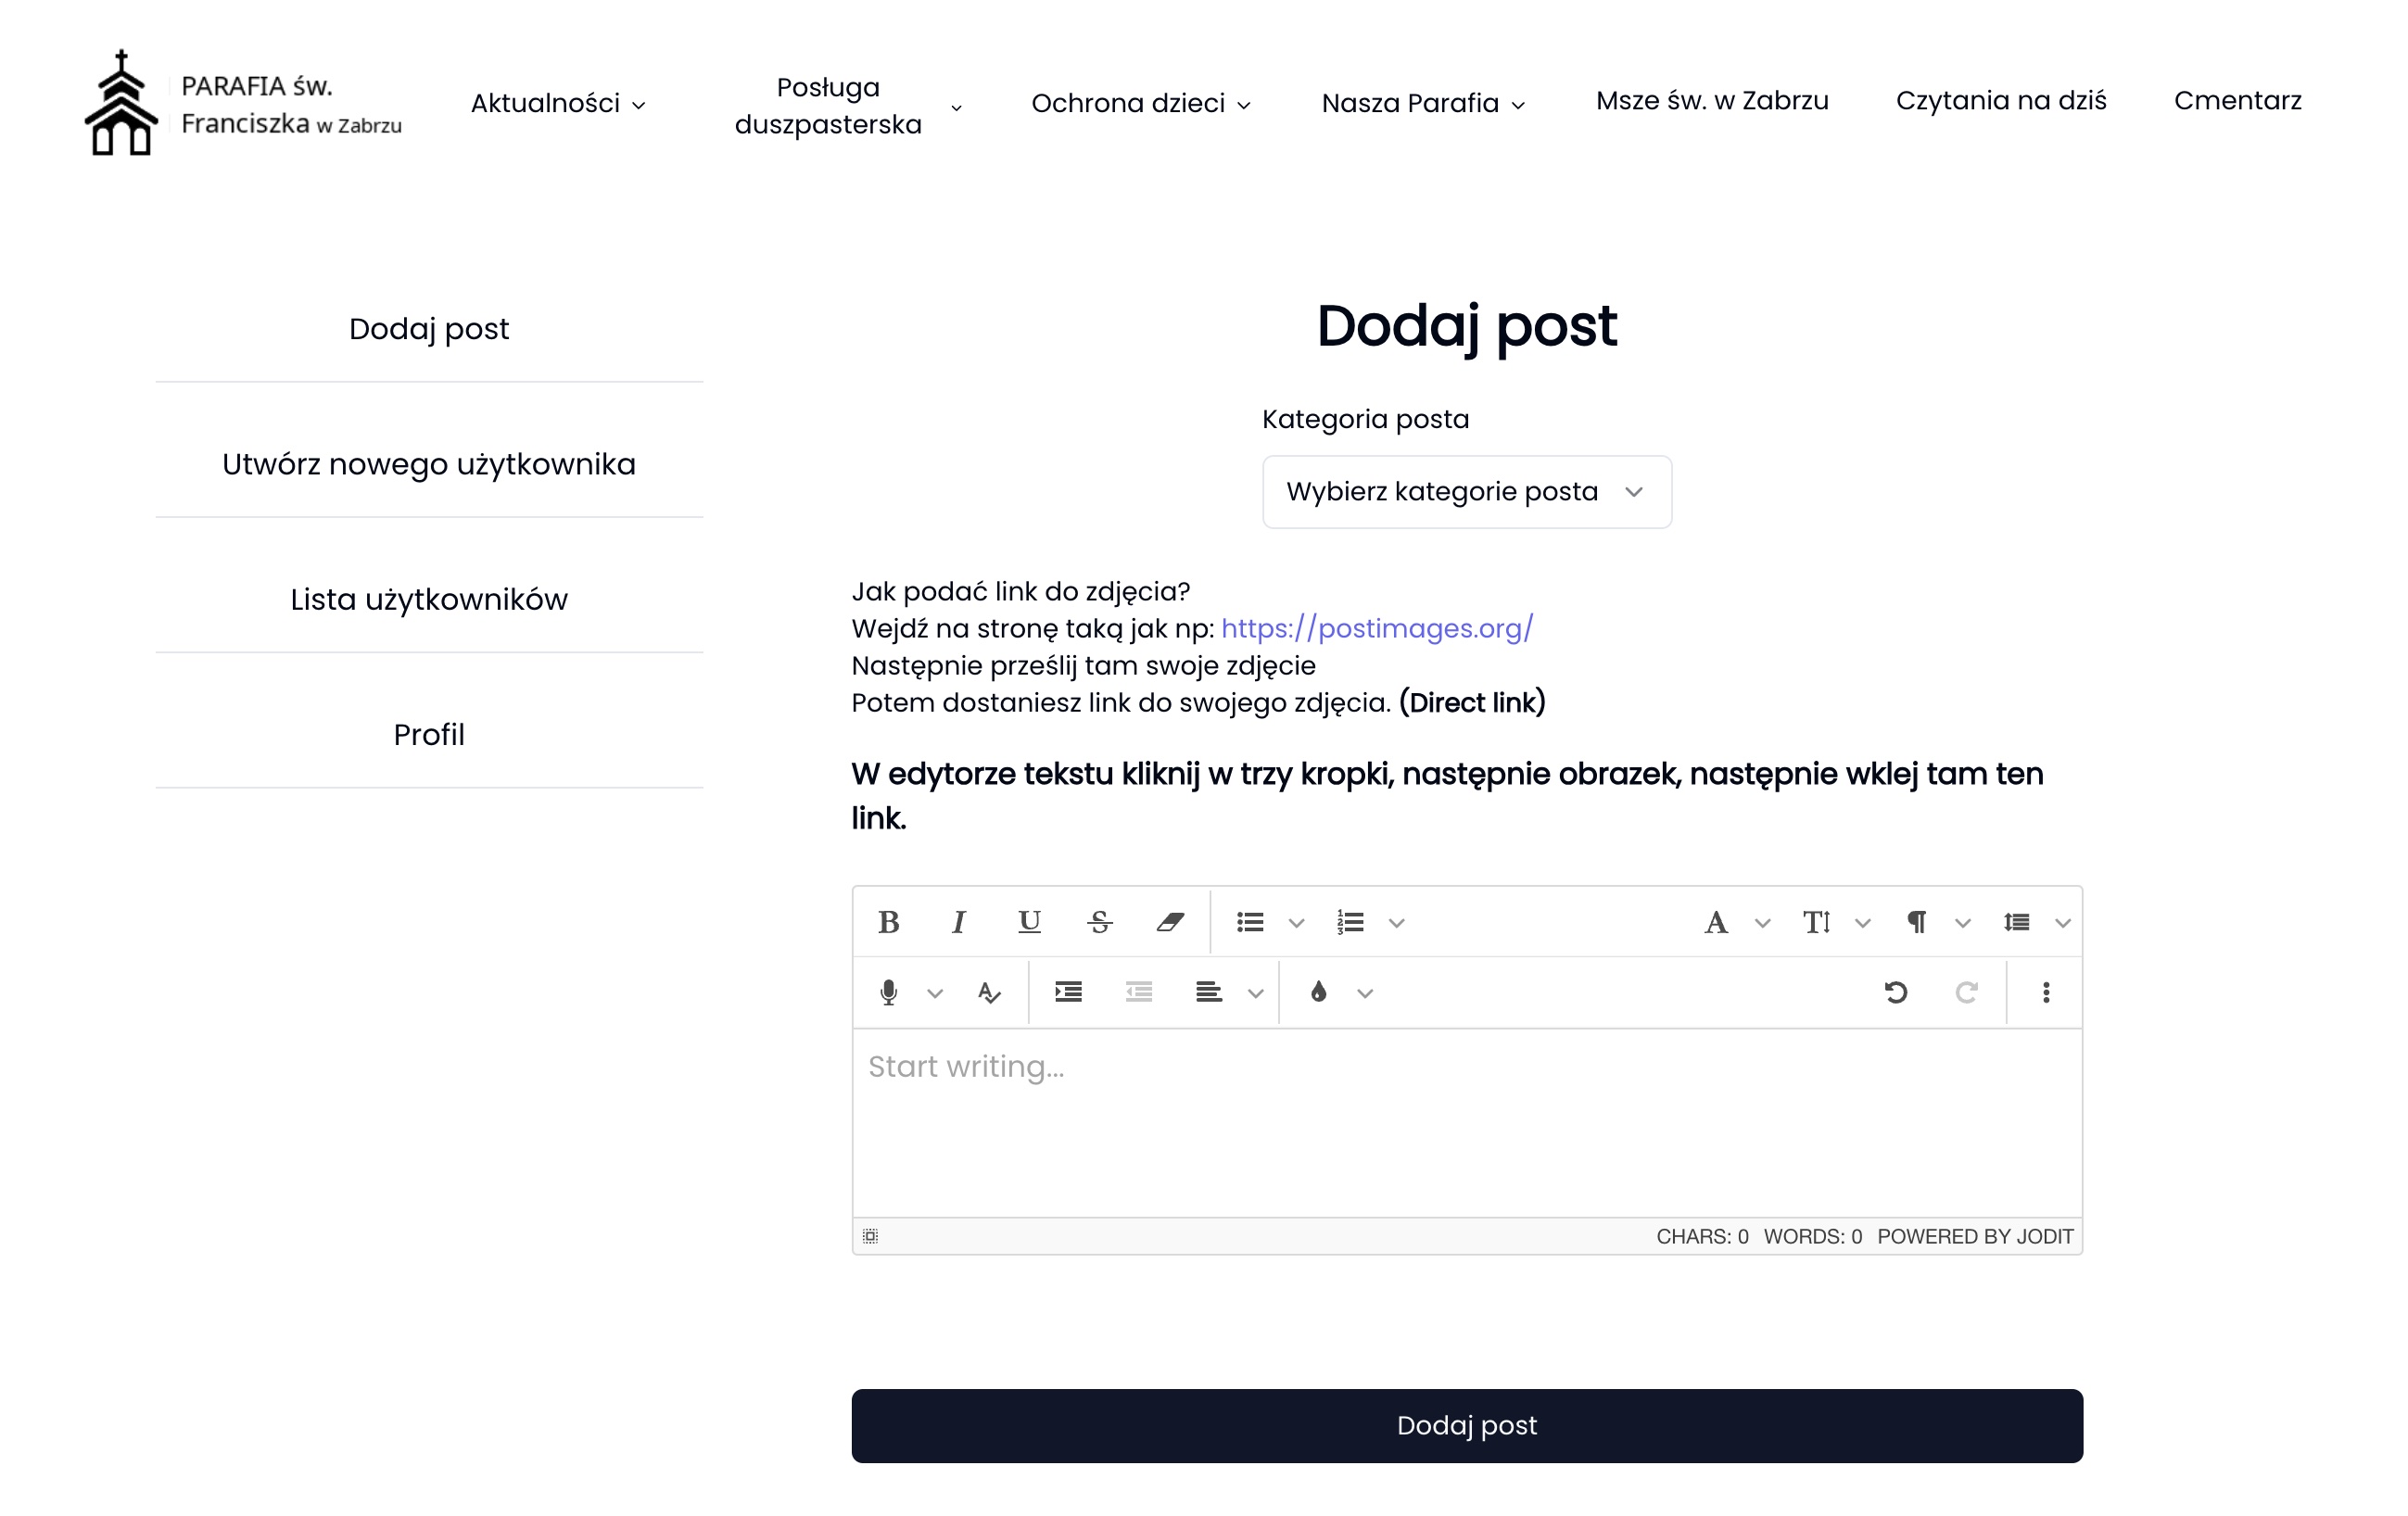 PARAFIA św.
Franciszka w Zabrzu
Aktualności
Posługa
duszpasterska
Ochrona dzieci
Nasza Parafia
Msze św. w Zabrzu
Czytania na dziś
Cmentarz
Dodaj post
Utwórz nowego użytkownika
Lista użytkowników
Profil
Dodaj post
Kategoria posta
Wybierz kategorie posta
Jak podać link do zdjęcia?
Wejdź na stronę taką jak np: https://postimages.org/
Następnie prześlij tam swoje zdjęcie
Potem dostaniesz link do swojego zdjęcia. (Direct link)
W edytorze tekstu kliknij w trzy kropki, następnie obrazek, następnie wklej tam ten
link.
Start writing...
CHARS: 0 WORDS: 0 POWERED BY JODIT
Dodaj post